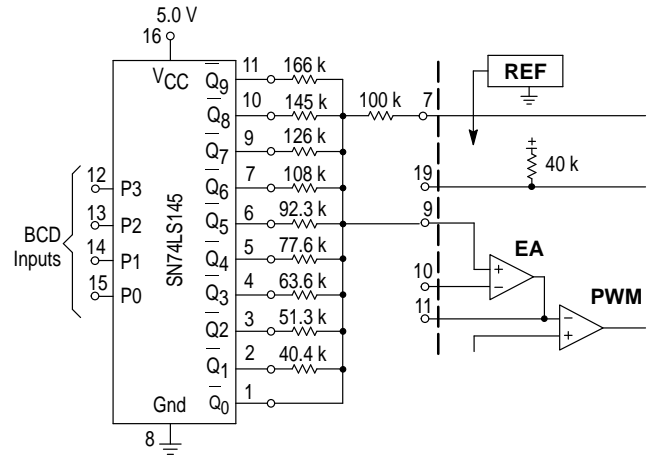 5.0 V
16
VCC
SN74LS145
Gnd
8
BCD
Inputs
12 P3
13 P2
14 P1
15 P0
Q9 11 166 k
Q8 10 145 k
Q7 9 126 k
Q6 7 108 k
Q5 6 92.3 k
Q4 5 77.6 k
Q3 4 63.6 k
Q2 3 51.3 k
Q1 2 40.4 k
Q0 1
100 k 7
REF
40 k
19
9
EA
+
–
10
11
PWM
–
+
+